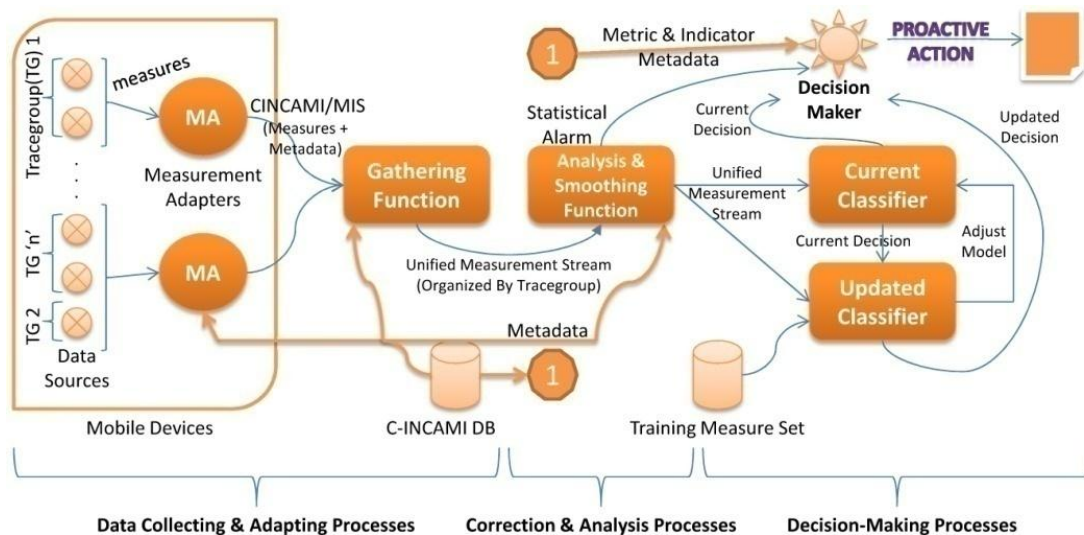 Tracegroup(TG) 1
measures
MA
CINCAMI/MIS
(Measures +
Metadata)
Measurement
Adapters
TG 'n'
MA
TG 2
Data
Sources
Mobile Devices
Gathering
Function
Unified Measurement Stream
(Organized By Tracegroup)
Metadata
C-INCAMI DB
1
1
Metric & Indicator
Metadata
Statistical
Alarm
Analysis &
Smoothing
Function
Decision
Maker
PROACTIVE
ACTION
Current
Decision
Updated
Decision
Unified
Measurement
Stream
Current
Classifier
Current Decision
Adjust
Model
Updated
Classifier
Training Measure Set
Data Collecting & Adapting Processes
Correction & Analysis Processes
Decision-Making Processes